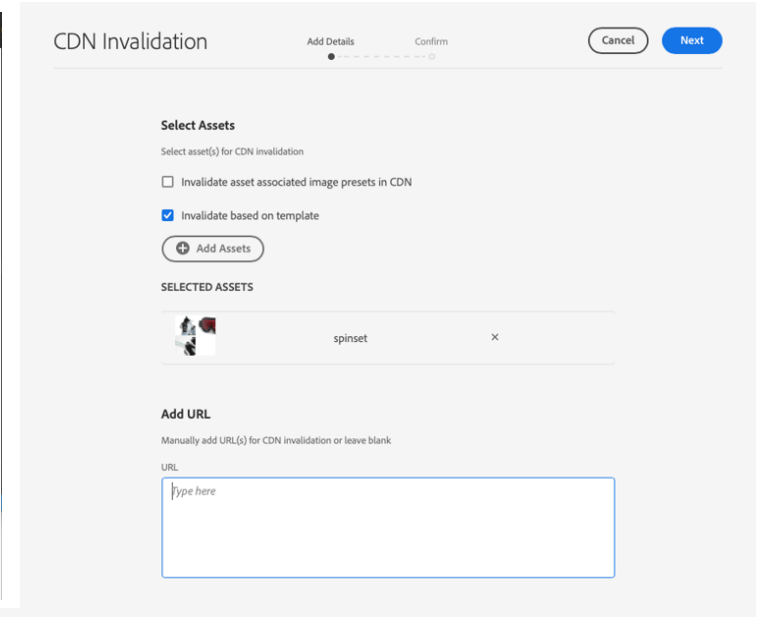 CDN Invalidation
Add Details
Confirm
Cancel
Next
Select Assets
Select asset(s) for CDN invalidation
Invalidate asset associated image presets in CDN
Invalidate based on template
Add Assets
SELECTED ASSETS
spinset
Add URL
Manually add URL(s) for CDN invalidation or leave blank
URL
Type here